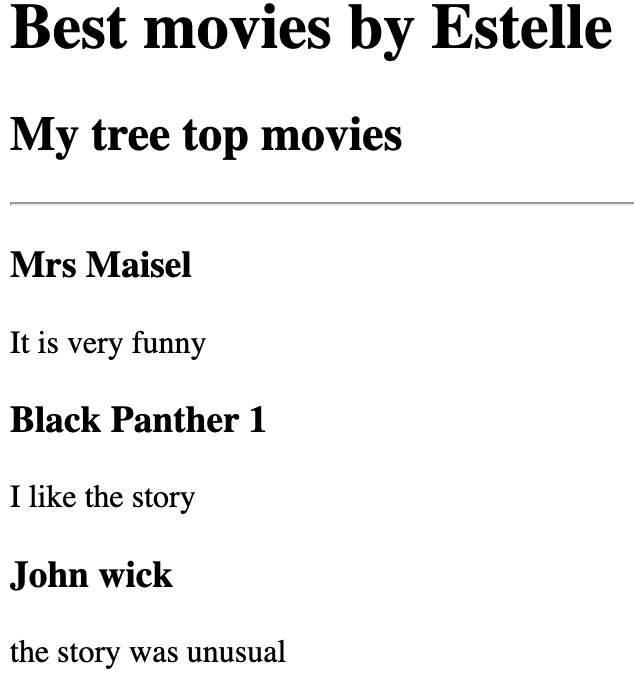 Best movies by Estelle
My tree top movies
Mrs Maisel
It is very funny
Black Panther 1
I like the story
John wick
the story was unusual